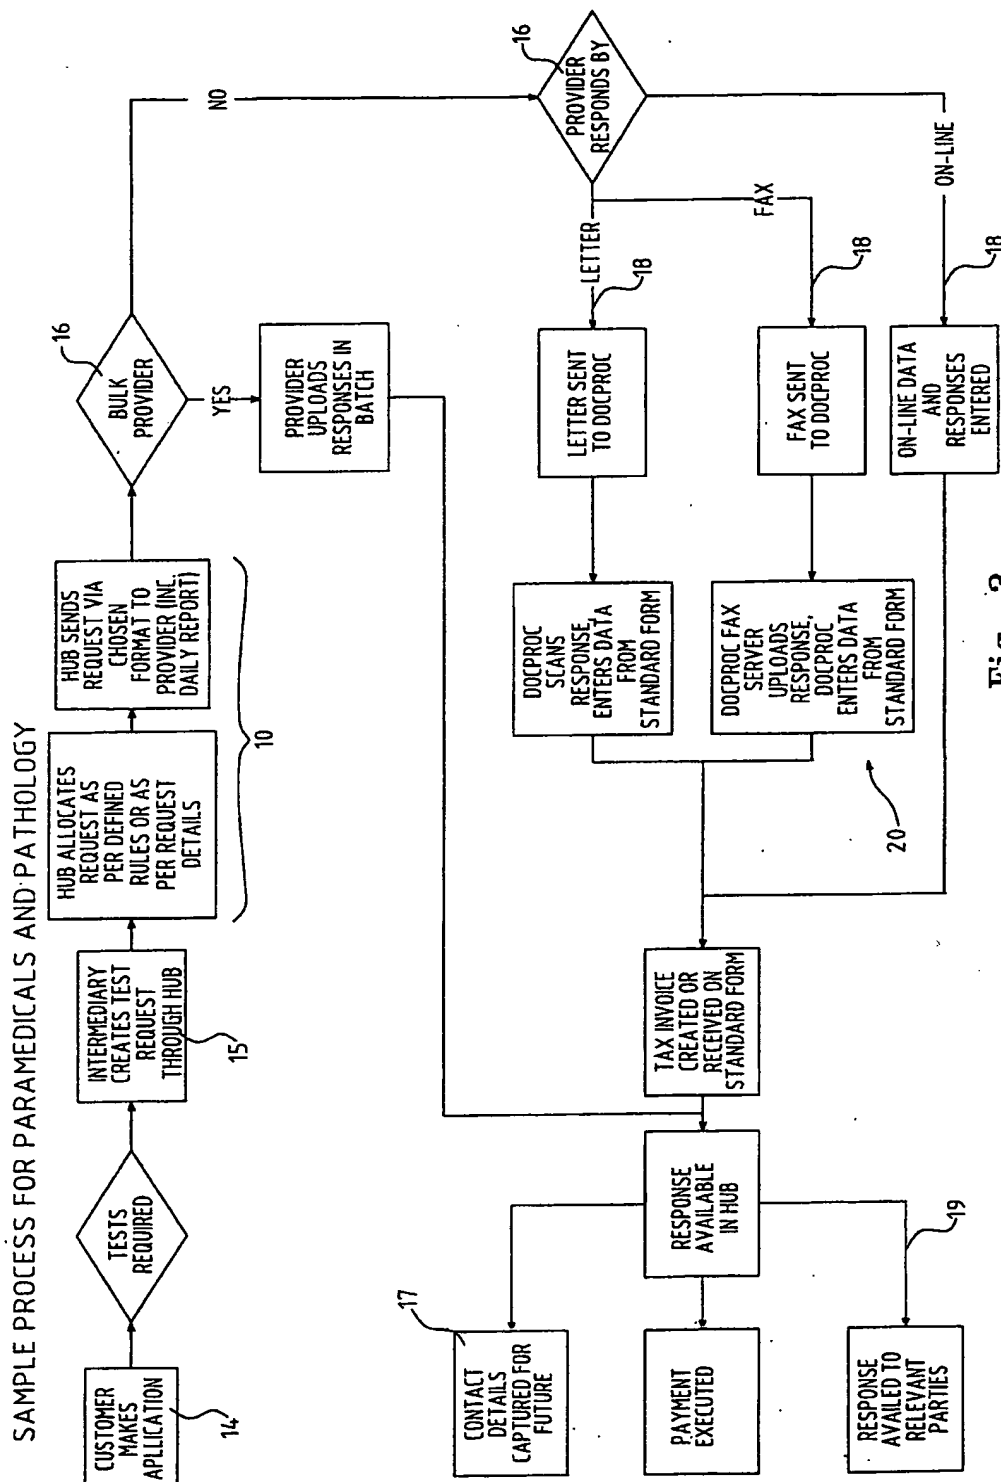 SAMPLE PROCESS FOR PARAMEDICALS AND PATHOLOGY
CUSTOMER
MAKES
APLLICATION
14
TESTS
REQUIRED
INTERMEDIARY
CREATES TEST
REQUEST
THROUGH HUB
15
HUB ALLOCATES
REQUEST AS
PER DEFINED
RULES OR AS
PER REQUEST
DETAILS
HUB SENDS
REQUEST VIA
CHOSEN
FORMAT TO
PROVIDER (INC.
DAILY REPORT)
10
BULK
PROVIDER
16
YES
NO
PROVIDER
UPLOADS
RESPONSES IN
BATCH
PROVIDER
RESPONDS BY
16
LETTER
18
FAX
18
ON-LINE
18
LETTER SENT
TO DOCPROC
FAX SENT
TO DOCPROC
ON-LINE DATA
AND
RESPONSES
ENTERED
DOCPROC
SCANS
RESPONSE,
ENTERS DATA
FROM
STANDARD FORM
DOCPROC FAX
SERVER
UPLOADS
RESPONSE,
DOCPROC
ENTERS DATA
FROM
STANDARD FORM
20
TAX INVOICE
CREATED OR
RECEIVED ON
STANDARD FORM
RESPONSE
AVAILABLE
IN HUB
17
CONTACT
DETAILS
CAPTURED FOR
FUTURE
PAYMENT
EXECUTED
19
RESPONSE
AVAILED TO
RELEVANT
PARTIES
Fig. 3